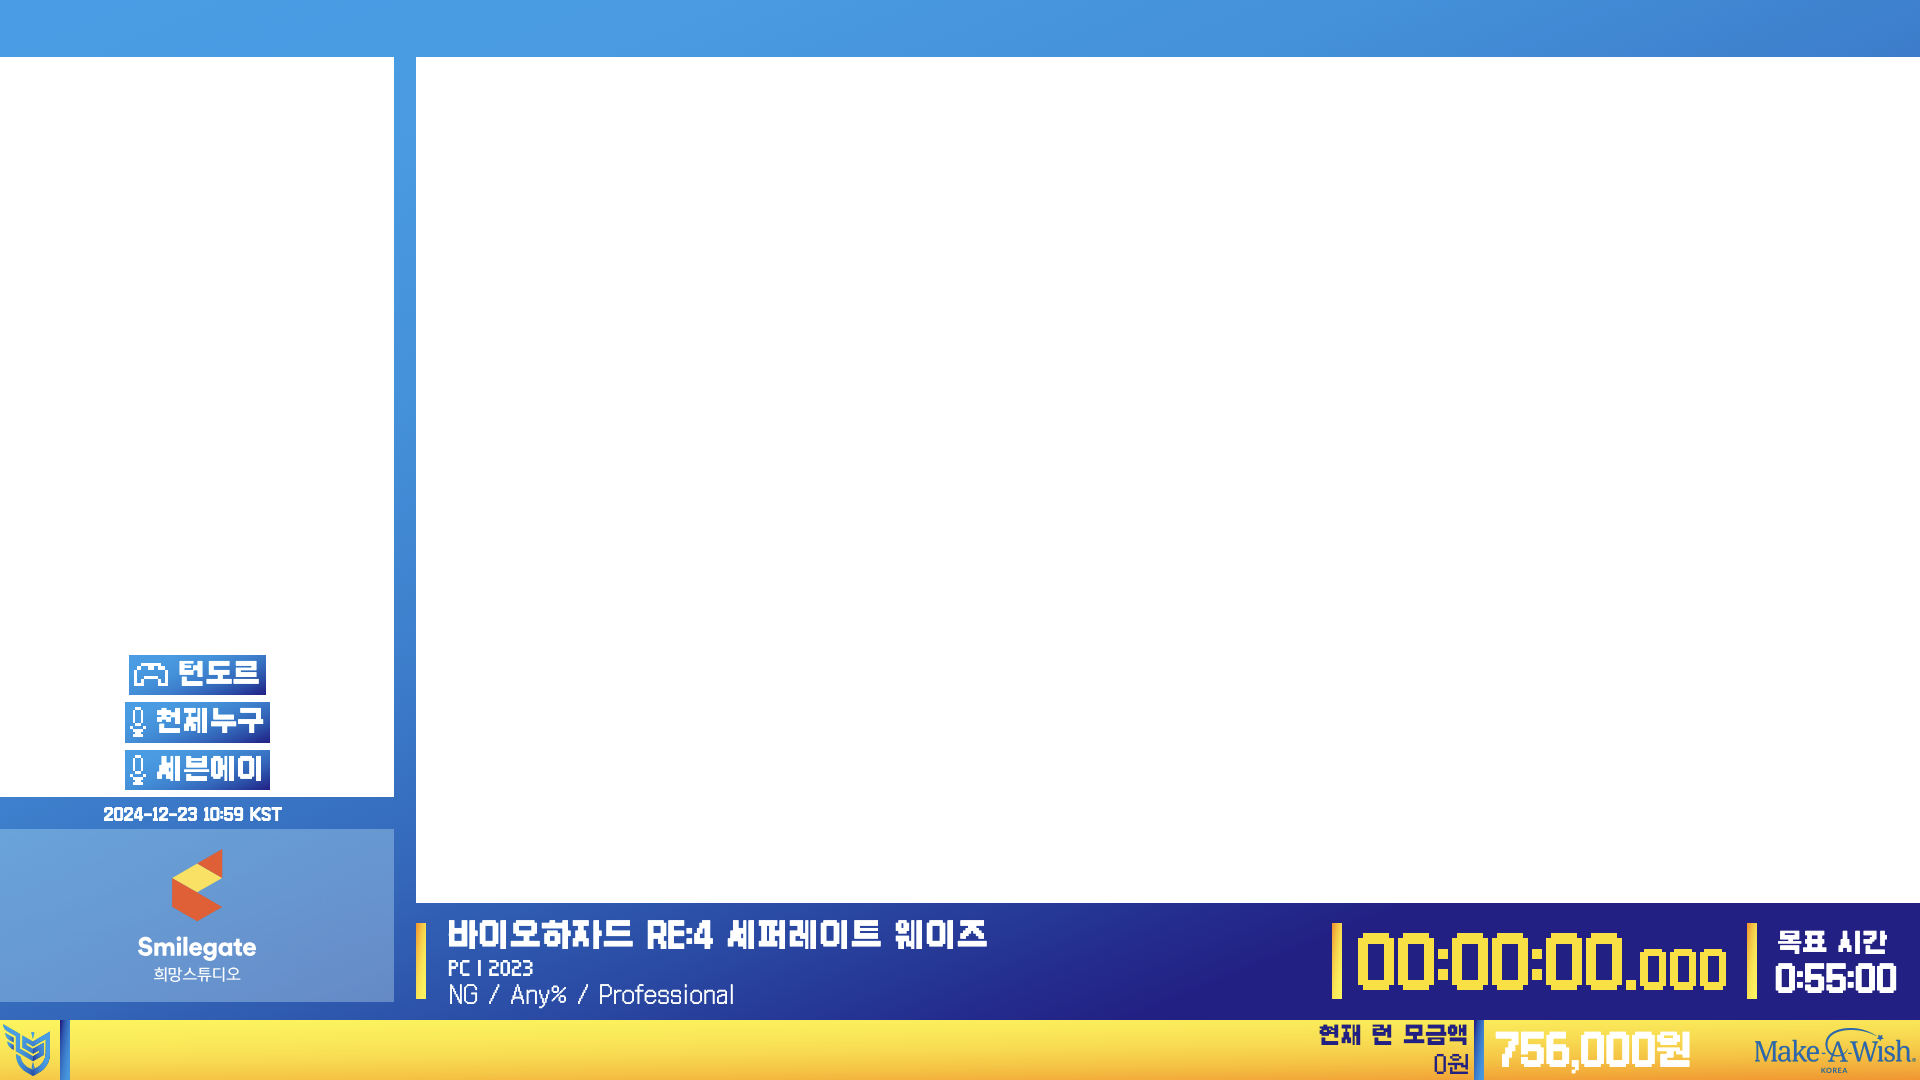 턴도르
천제누구
세븐에이
2024-12-23 10:59 KST
Smilegate
희망스튜디오
바이오하자드 RE:4 세퍼레이트 웨이즈
PC | 2023
NG / Any% / Professional
00:00:00.000
목표 시간
0:55:00
현재 런 모금액
0원
756,000원
Make-A-Wish®
KOREA